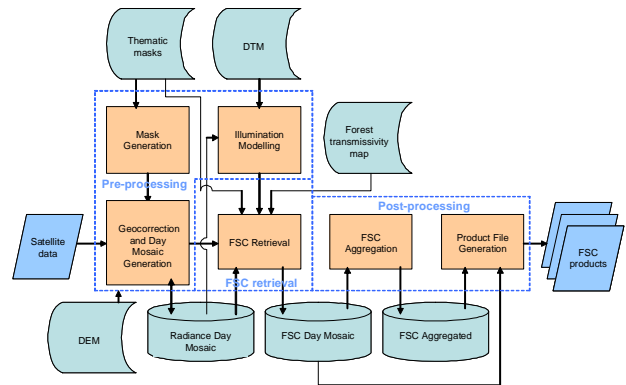 Thematic
masks
DTM
Mask
Generation
Illumination
Modelling
Forest
transmissivity
map
Pre-processing
Post-processing
Satellite
data
Geocorrection
and Day
Mosaic
Generation
FSC Retrieval
FSC
Aggregation
Product File
Generation
FSC
products
FSC retrieval
DEM
Radiance Day
Mosaic
FSC Day Mosaic
FSC Aggregated